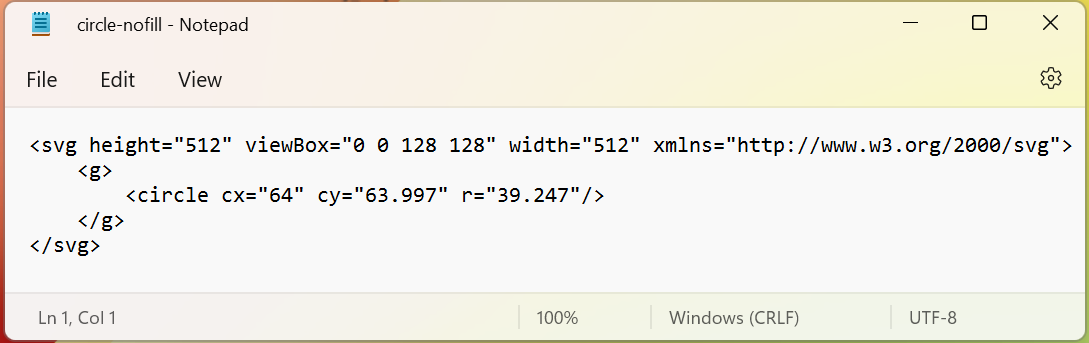 circle-nofill - Notepad
File Edit View
<svg height="512" viewBox="0 0 128 128" width="512" xmlns="http://www.w3.org/2000/svg">
    <g>
        <circle cx="64" cy="63.997" r="39.247"/>
    </g>
</svg>
Ln 1, Col 1 100% Windows (CRLF) UTF-8